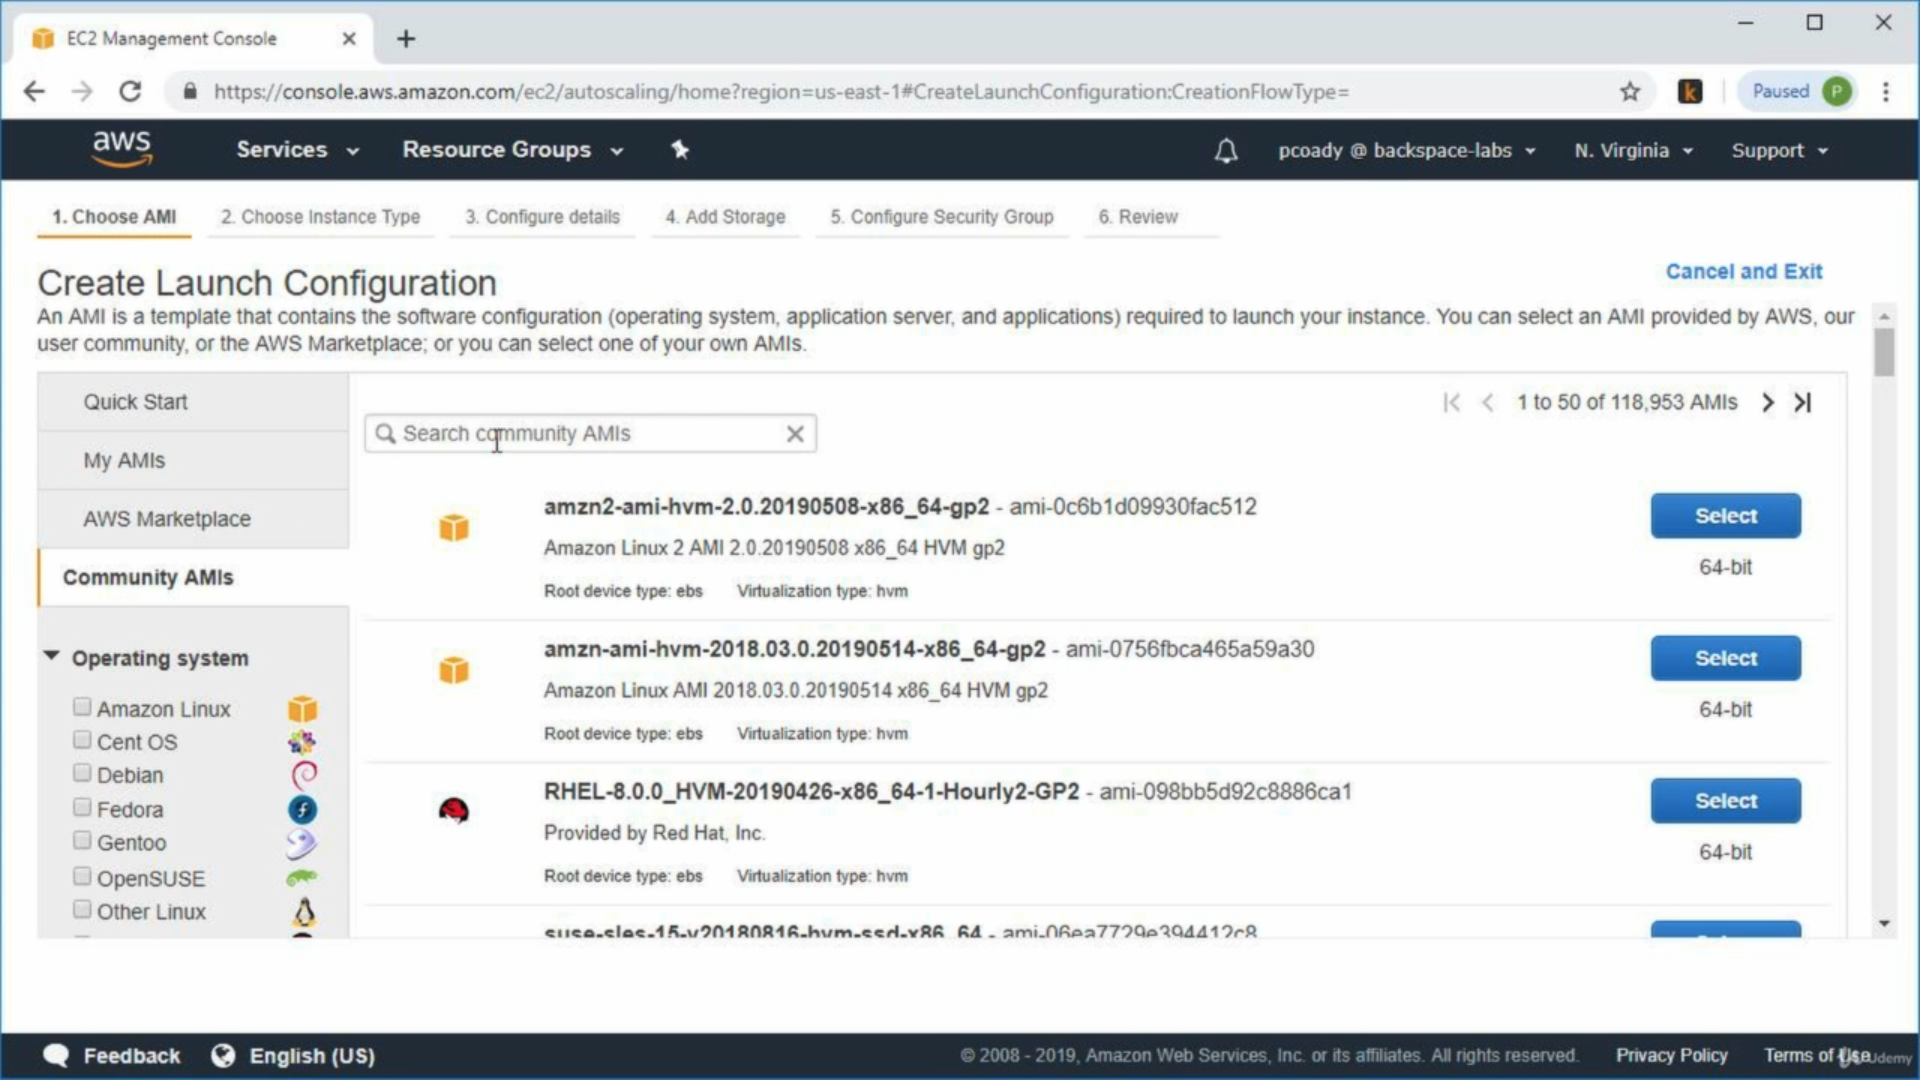 EC2 Management Console
https://console.aws.amazon.com/ec2/autoscaling/home?region=us-east-1#CreateLaunchConfiguration:CreationFlowType=
k
Paused
P
aws
Services
Resource Groups
pcoady @ backspace-labs
N. Virginia
Support
1. Choose AMI
2. Choose Instance Type
3. Configure details
4. Add Storage
5. Configure Security Group
6. Review
Create Launch Configuration
Cancel and Exit
An AMI is a template that contains the software configuration (operating system, application server, and applications) required to launch your instance. You can select an AMI provided by AWS, our
user community, or the AWS Marketplace; or you can select one of your own AMIs.
Quick Start
My AMIs
AWS Marketplace
Community AMIs
Operating system
Amazon Linux
Cent OS
Debian
Fedora
Gentoo
OpenSUSE
Other Linux
Search community AMIs
1 to 50 of 118,953 AMIs
amzn2-ami-hvm-2.0.20190508-x86_64-gp2 - ami-0c6b1d09930fac512
Amazon Linux 2 AMI 2.0.20190508 x86_64 HVM gp2
Root device type: ebs Virtualization type: hvm
Select
64-bit
amzn-ami-hvm-2018.03.0.20190514-x86_64-gp2 - ami-0756fbca465a59a30
Amazon Linux AMI 2018.03.0.20190514 x86_64 HVM gp2
Root device type: ebs Virtualization type: hvm
Select
64-bit
RHEL-8.0.0_HVM-20190426-x86_64-1-Hourly2-GP2 - ami-098bb5d92c8886ca1
Provided by Red Hat, Inc.
Root device type: ebs Virtualization type: hvm
Select
64-bit
suse-sles-15-v20180816-hvm-ssd-x86_64 - ami-06ea7729e394412c8
Feedback
English (US)
© 2008 - 2019, Amazon Web Services, Inc. or its affiliates. All rights reserved.
Privacy Policy
Terms of Use
Udemy